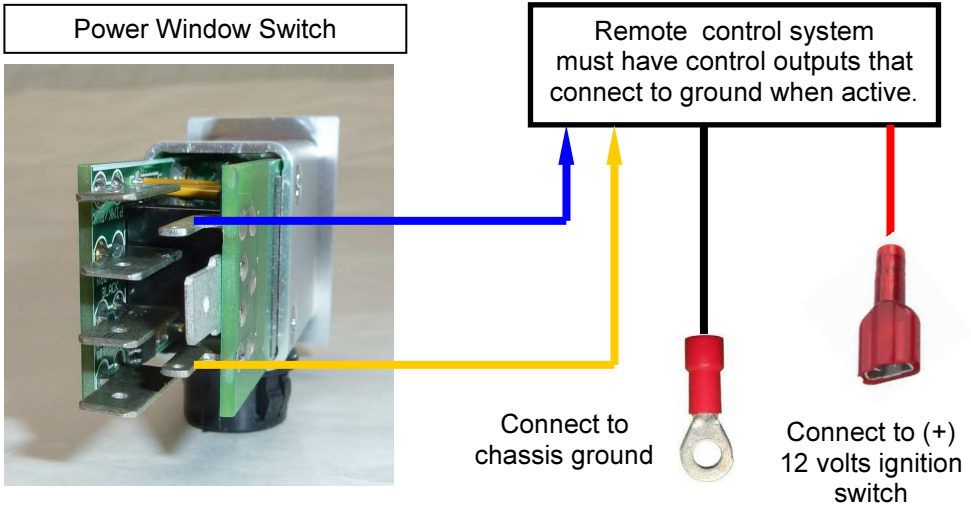 Power Window Switch
Remote control system
must have control outputs that
connect to ground when active.
BLACK
Connect to
chassis ground
Connect to (+)
12 volts ignition
switch